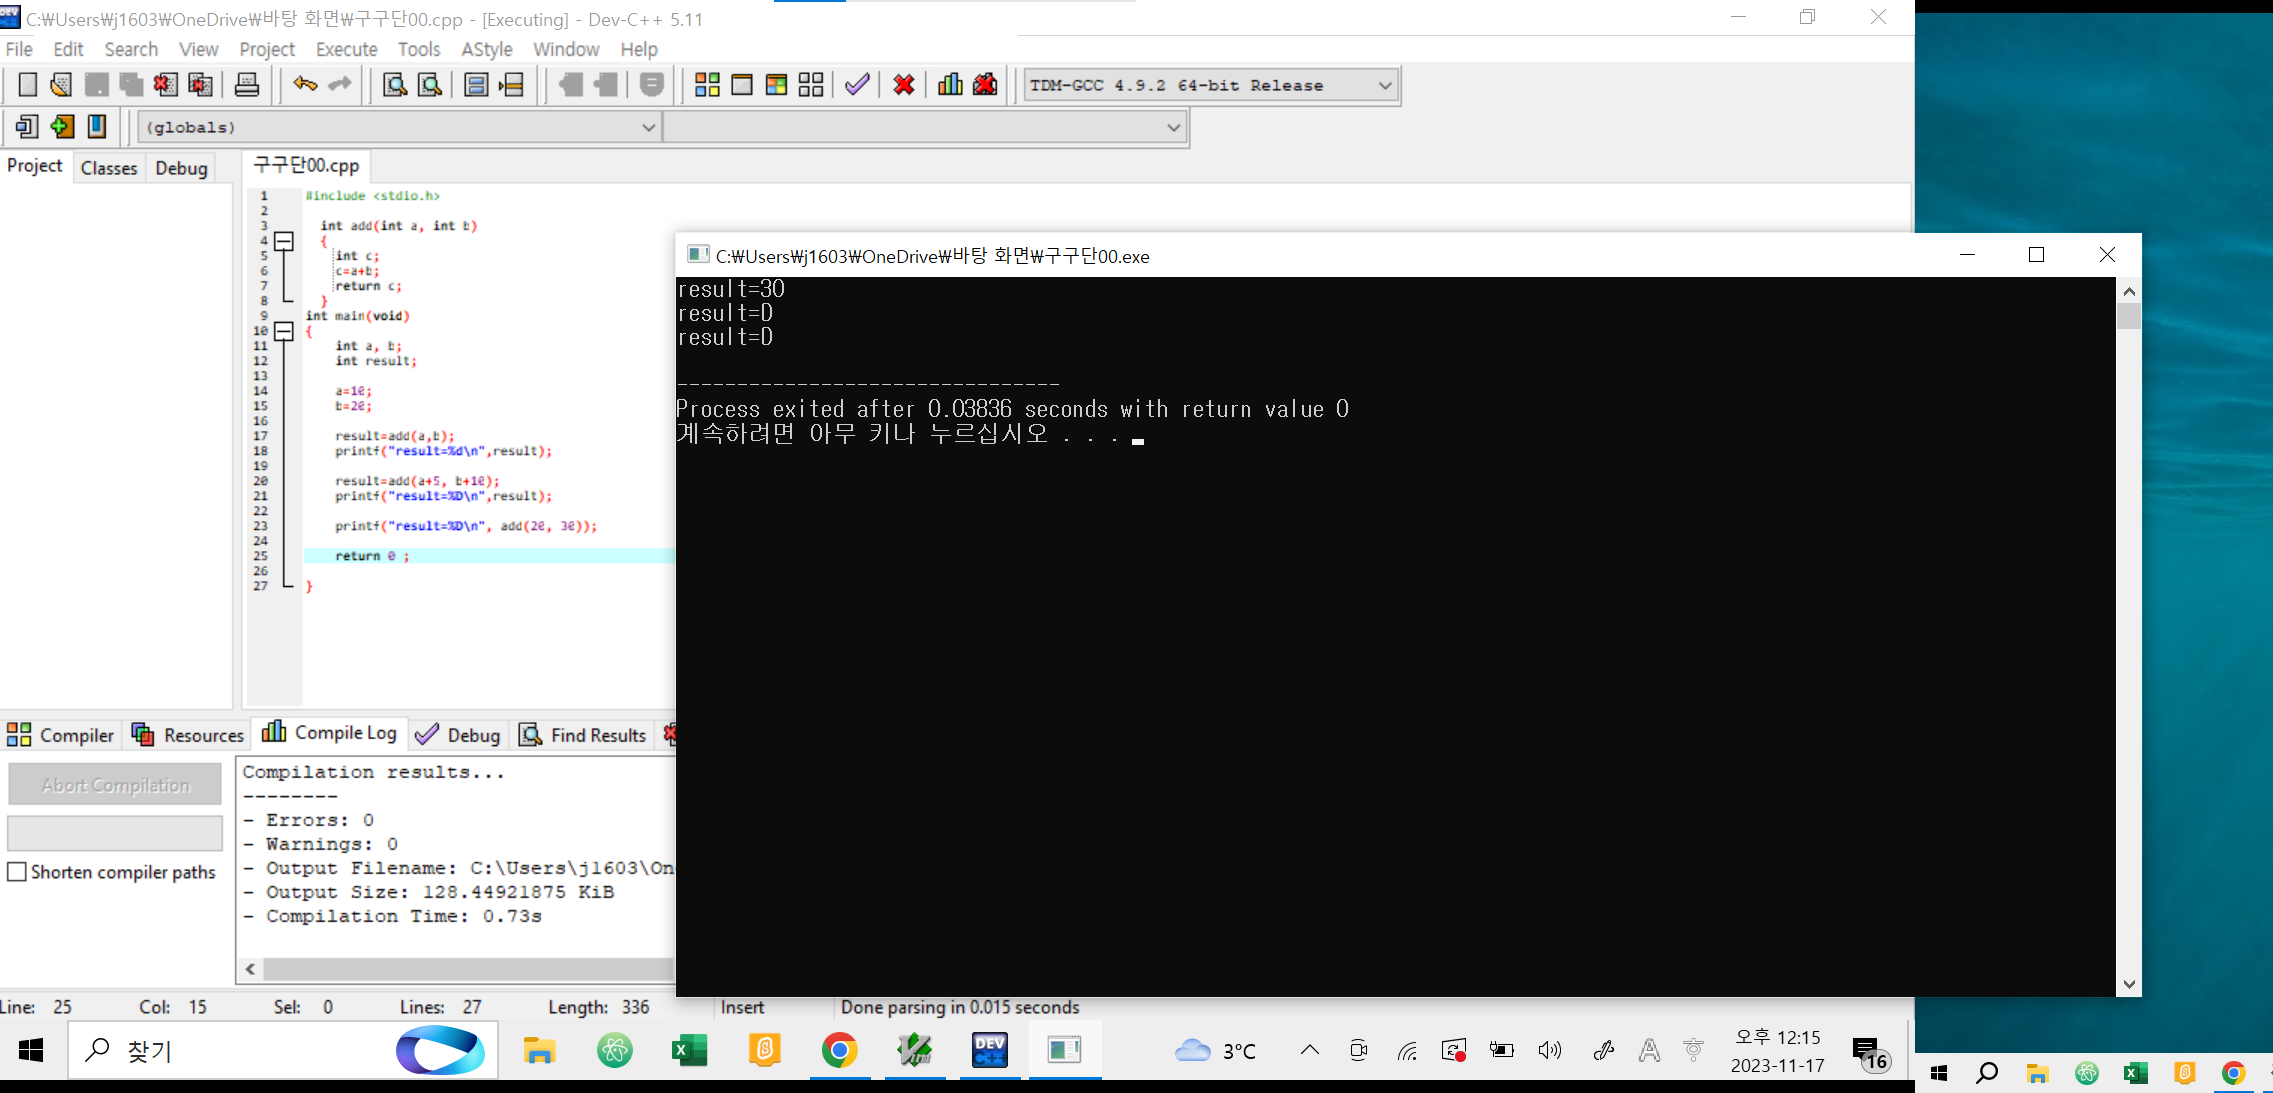 C:\Users\j1603\OneDrive\바탕 화면\구구단00.cpp - [Executing] - Dev-C++ 5.11
File Edit Search View Project Execute Tools AStyle Window Help
TDM-GCC 4.9.2 64-bit Release
(globals)
Project Classes Debug
구구단00.cpp
1 #include <stdio.h>
2
3 int add(int a, int b)
4 {
5 int c;
6 c=a+b;
7 return c;
8 }
9 int main(void)
10 {
11 int a, b;
12 int result;
13
14 a=10;
15 b=20;
16
17 result=add(a,b);
18 printf("result=%d\n",result);
19
20 result=add(a+5, b+10);
21 printf("result=%D\n",result);
22
23 printf("result=%D\n", add(20, 30));
24
25 return 0 ;
26
27 }
C:\Users\j1603\OneDrive\바탕 화면\구구단00.exe
result=30
result=D
result=D
--------------------------------
Process exited after 0.03836 seconds with return value 0
계속하려면 아무 키나 누르십시오 . . .
Compiler Resources Compile Log Debug Find Results
Abort Compilation
Shorten compiler paths
Compilation results...
--------
- Errors: 0
- Warnings: 0
- Output Filename: C:\Users\j1603\On
- Output Size: 128.44921875 KiB
- Compilation Time: 0.73s
Line: 25 Col: 15 Sel: 0 Lines: 27 Length: 336 Insert Done parsing in 0.015 seconds
찾기
DEV C++
3°C
오후 12:15
2023-11-17
16